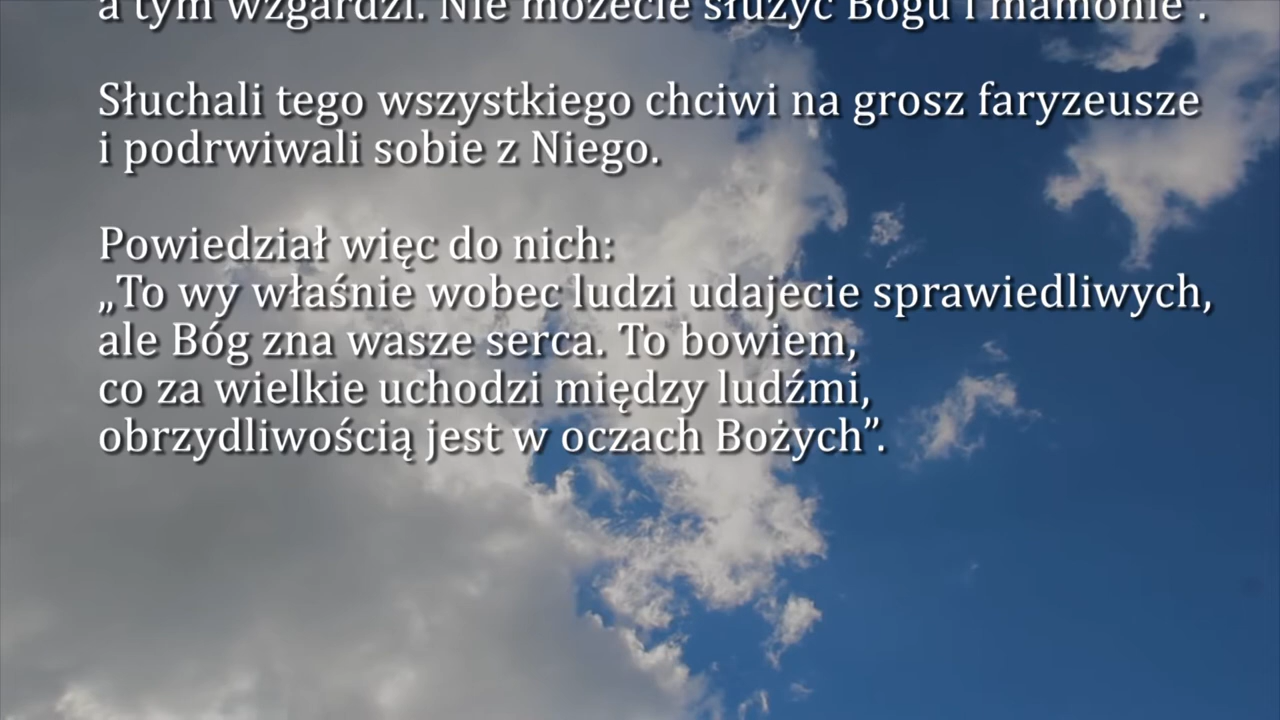 a tym wzgardzi. Nie możecie służyć Bogu i mamonie”.
Słuchali tego wszystkiego chciwi na grosz faryzeusze
i podrwiwali sobie z Niego.
Powiedział więc do nich:
„To wy właśnie wobec ludzi udajecie sprawiedliwych,
ale Bóg zna wasze serca. To bowiem,
co za wielkie uchodzi między ludźmi,
obrzydliwością jest w oczach Bożych”.